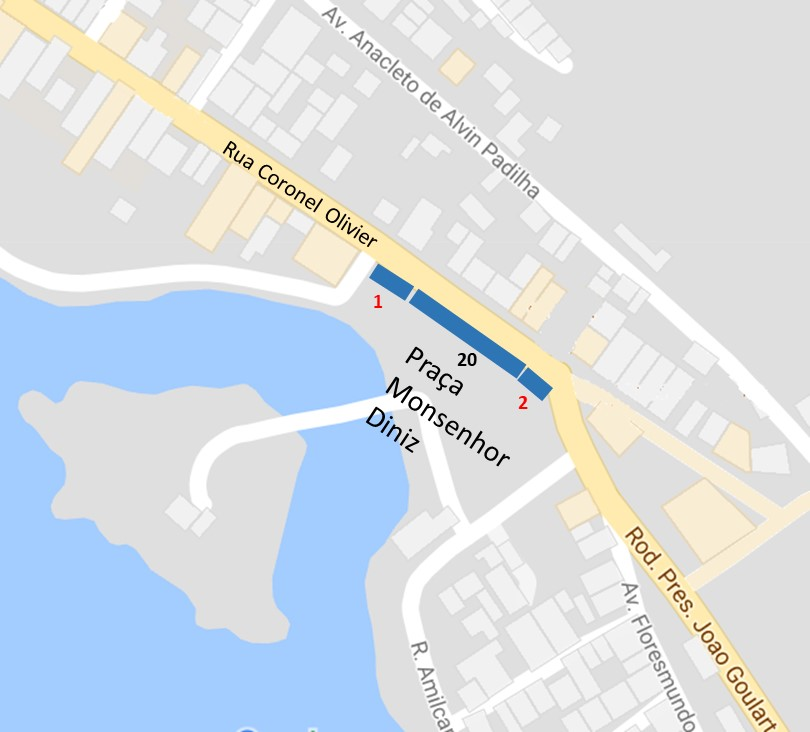 Av. Anacleto de Alvin Padilha
Rua Coronel Olivier
1
20
2
Praça
Monsenhor
Diniz
Rod. Pres. Joao Goulart
Av. Floresmundo
R. Amilcar